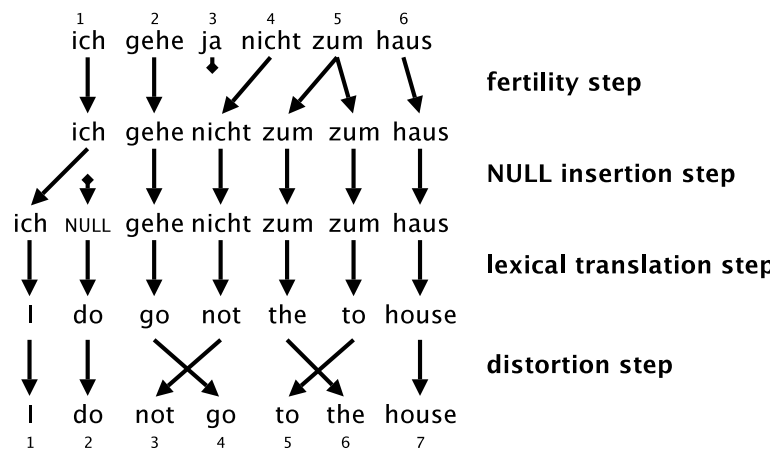 1 2 3 4 5 6
ich gehe ja nicht zum haus
fertility step
ich gehe nicht zum zum haus
NULL insertion step
ich NULL gehe nicht zum zum haus
lexical translation step
I do go not the to house
distortion step
I do not go to the house
1 2 3 4 5 6 7